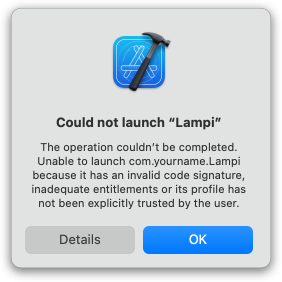 Could not launch “Lampi”
The operation couldn’t be completed.
Unable to launch com.yourname.Lampi
because it has an invalid code signature,
inadequate entitlements or its profile has
not been explicitly trusted by the user.
Details
OK